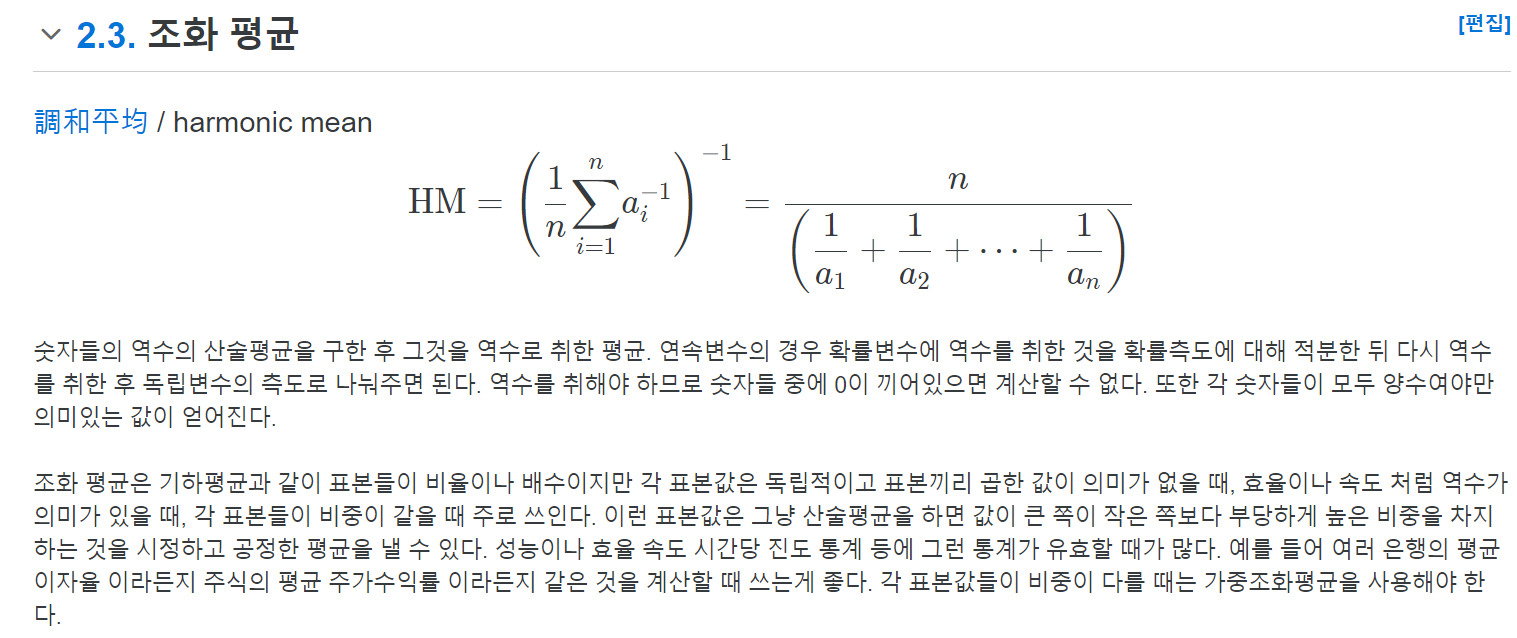 2.3. 조화 평균 [편집]
調和平均 / harmonic mean
HM = \left( \frac{1}{n} \sum_{i=1}^{n} a_i^{-1} \right)^{-1} = \frac{n}{\left( \frac{1}{a_1} + \frac{1}{a_2} + \cdots + \frac{1}{a_n} \right)}
숫자들의 역수의 산술평균을 구한 후 그것을 역수로 취한 평균. 연속변수의 경우 확률변수에 역수를 취한 것을 확률측도에 대해 적분한 뒤 다시 역수
를 취한 후 독립변수의 측도로 나눠주면 된다. 역수를 취해야 하므로 숫자들 중에 0이 끼어있으면 계산할 수 없다. 또한 각 숫자들이 모두 양수여야만
의미있는 값이 얻어진다.
조화 평균은 기하평균과 같이 표본들이 비율이나 배수이지만 각 표본값은 독립적이고 표본끼리 곱한 값이 의미가 없을 때, 효율이나 속도 처럼 역수가
의미가 있을 때, 각 표본들이 비중이 같을 때 주로 쓰인다. 이런 표본값은 그냥 산술평균을 하면 값이 큰 쪽이 작은 쪽보다 부당하게 높은 비중을 차지
하는 것을 시정하고 공정한 평균을 낼 수 있다. 성능이나 효율 속도 시간당 진도 통계 등에 그런 통계가 유효할 때가 많다. 예를 들어 여러 은행의 평균
이자율 이라든지 주식의 평균 주가수익률 이라든지 같은 것을 계산할 때 쓰는게 좋다. 각 표본값들이 비중이 다를 때는 가중조화평균을 사용해야 한
다.